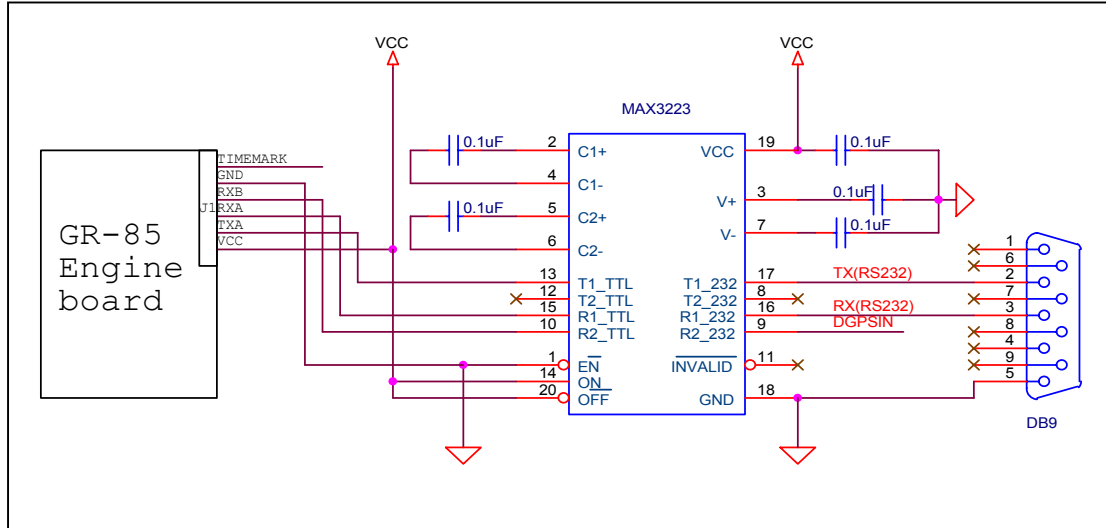 VCC
VCC
MAX3223
0.1uF
2
C1+
VCC
19
0.1uF
TIMEMARK
GND
RXB
J1
RXA
TXA
VCC
GR-85
Engine
board
4
C1-
0.1uF
5
C2+
V+
3
0.1uF
6
C2-
V-
7
0.1uF
13
T1_TTL
T1_232
17
TX(RS232)
12
T2_TTL
T2_232
8
15
R1_TTL
R1_232
16
RX(RS232)
10
R2_TTL
R2_232
9
DGPSIN
1
EN
INVALID
11
14
ON
20
OFF
GND
18
1
6
2
7
3
8
4
9
5
DB9